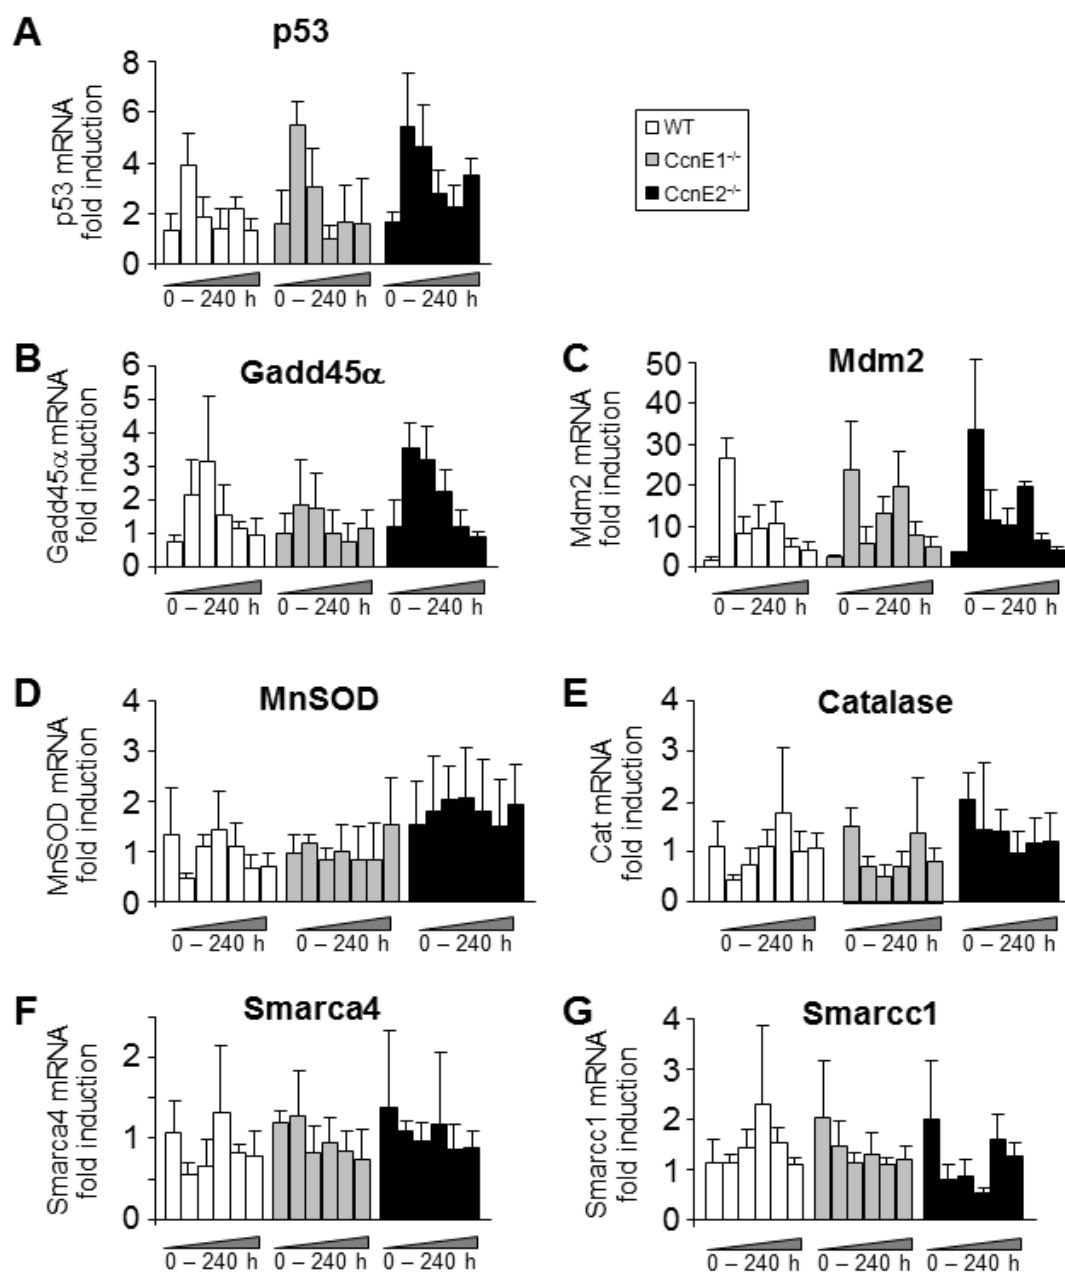 A
p53
p53 mRNA
fold induction
8
6
4
2
0
0 – 240 h
0 – 240 h
0 – 240 h
WT
CcnE1-/-
CcnE2-/-
B
Gadd45α
Gadd45α mRNA
fold induction
6
5
4
3
2
1
0
0 – 240 h
0 – 240 h
0 – 240 h
C
Mdm2
Mdm2 mRNA
fold induction
50
40
30
20
10
0
0 – 240 h
0 – 240 h
0 – 240 h
D
MnSOD
MnSOD mRNA
fold induction
4
3
2
1
0
0 – 240 h
0 – 240 h
0 – 240 h
E
Catalase
Cat mRNA
fold induction
4
3
2
1
0
0 – 240 h
0 – 240 h
0 – 240 h
F
Smarca4
Smarca4 mRNA
fold induction
2
1
0
0 – 240 h
0 – 240 h
0 – 240 h
G
Smarcc1
Smarcc1 mRNA
fold induction
4
3
2
1
0
0 – 240 h
0 – 240 h
0 – 240 h